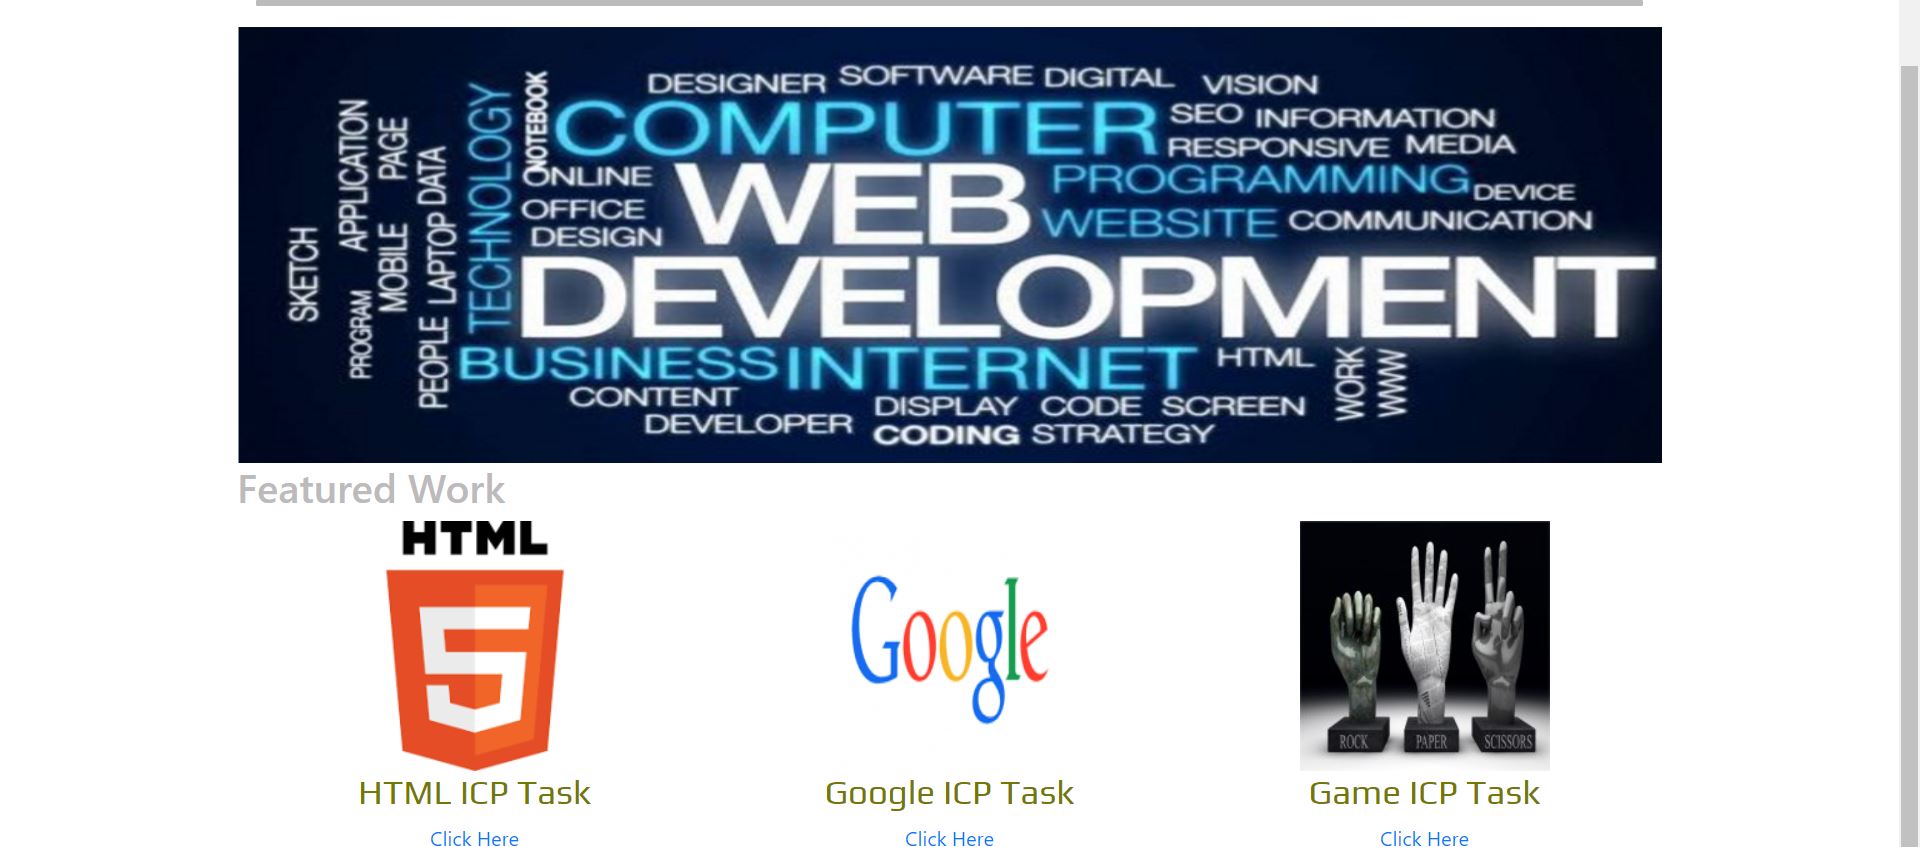 DESIGNER SOFTWARE DIGITAL VISION
COMPUTER
SEO INFORMATION
RESPONSIVE MEDIA
NOTEBOOK
TECHNOLOGY
APPLICATION
PAGE
DATA
ONLINE
OFFICE
DESIGN
WEB
PROGRAMMING
DEVICE
WEBSITE
COMMUNICATION
SKETCH
PROGRAM
MOBILE
LAPTOP
PEOPLE
DEVELOPMENT
BUSINESS INTERNET
HTML
WORK
WWW
CONTENT
DEVELOPER
DISPLAY CODE SCREEN
CODING STRATEGY
Featured Work
HTML
5
Google
ROCK
PAPER
SCISSORS
HTML ICP Task
Google ICP Task
Game ICP Task
Click Here
Click Here
Click Here